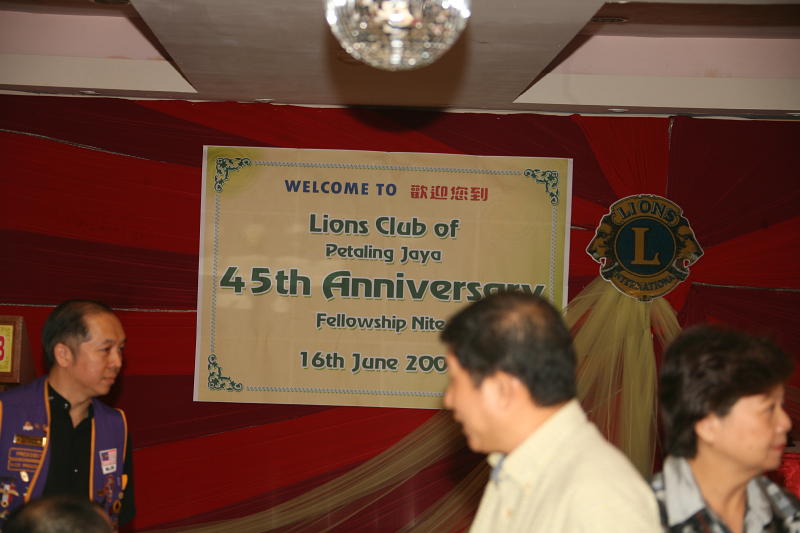 WELCOME TO 歡迎您到
Lions Club of
Petaling Jaya
45th Anniversary
Fellowship Nite
16th June
LIONS
L
INTERNATIONAL